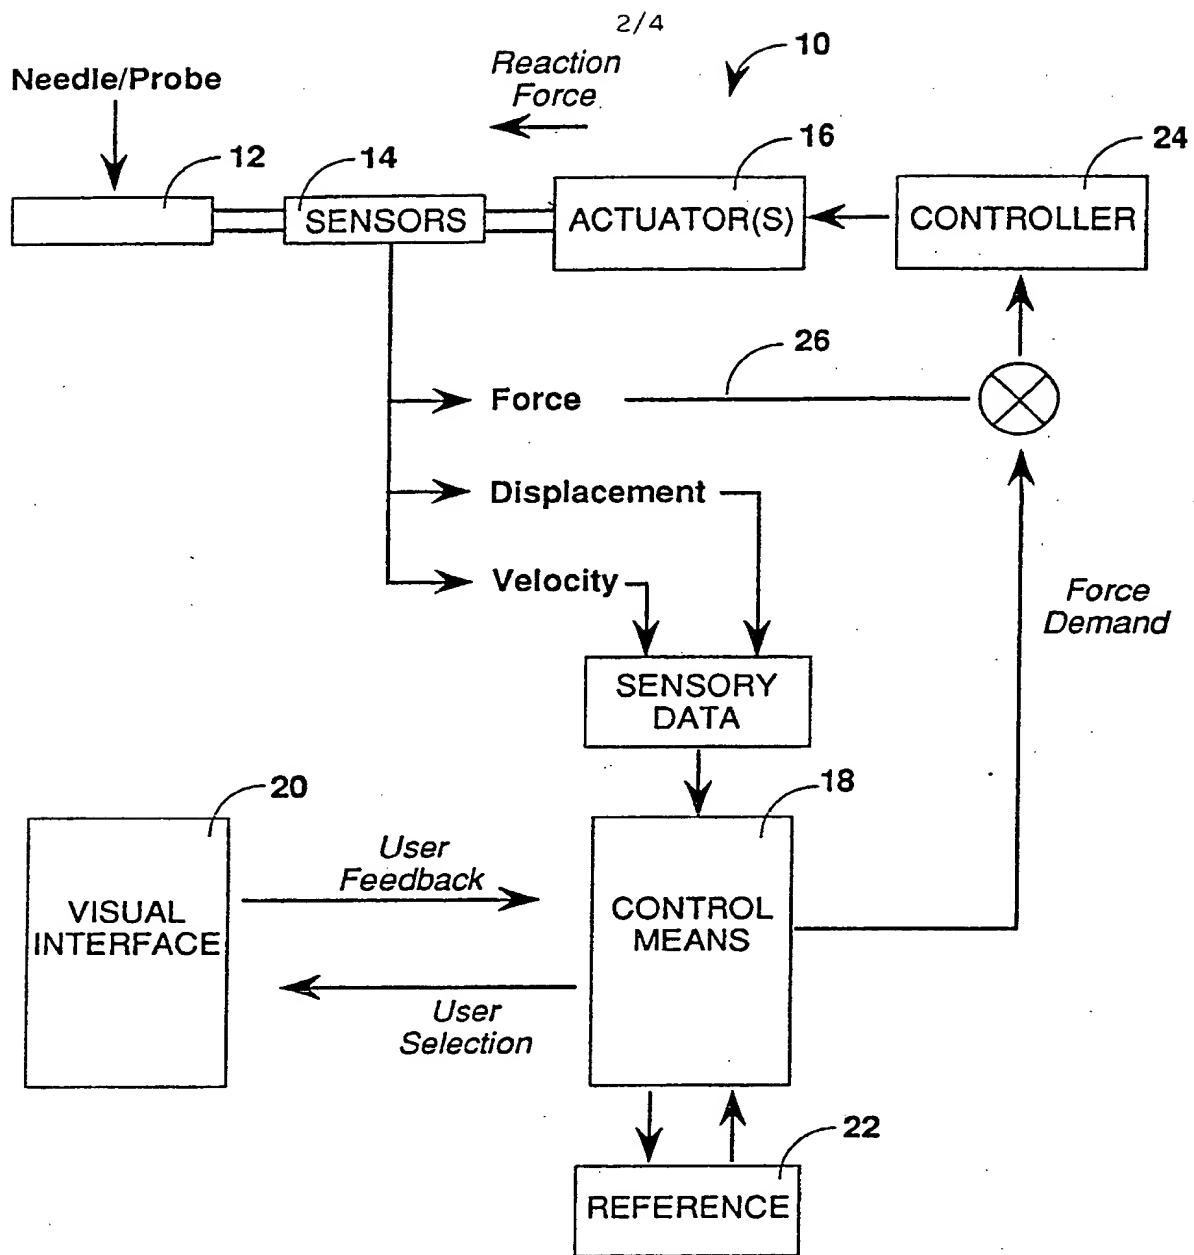 2/4
10
Reaction
Force
Needle/Probe
12
14
16
24
SENSORS
ACTUATOR(S)
CONTROLLER
26
Force
Displacement
Velocity
Force
Demand
SENSORY
DATA
20
18
User
Feedback
VISUAL
INTERFACE
CONTROL
MEANS
User
Selection
22
REFERENCE